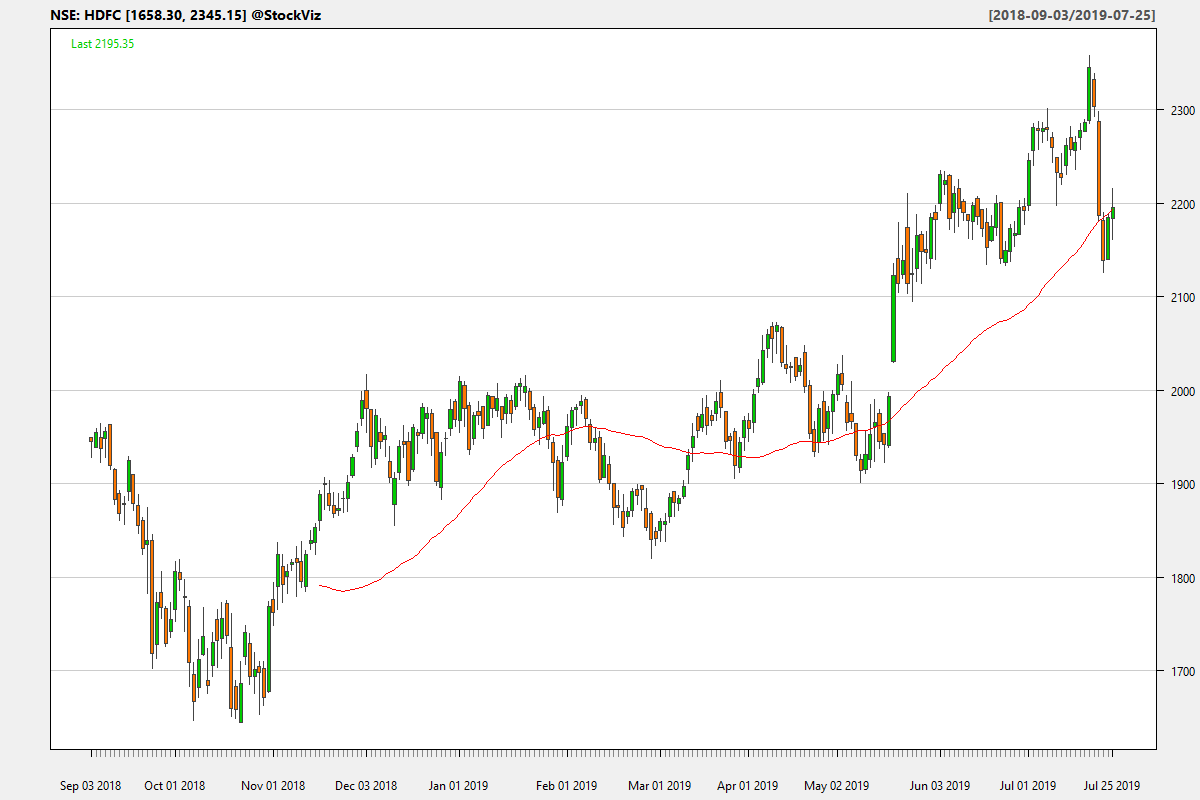 NSE: HDFC [1658.30, 2345.15] @StockViz [2018-09-03/2019-07-25]
Last 2195.35
2300
2200
2100
2000
1900
1800
1700
Sep 03 2018 Oct 01 2018 Nov 01 2018 Dec 03 2018 Jan 01 2019 Feb 01 2019 Mar 01 2019 Apr 01 2019 May 02 2019 Jun 03 2019 Jul 01 2019 Jul 25 2019